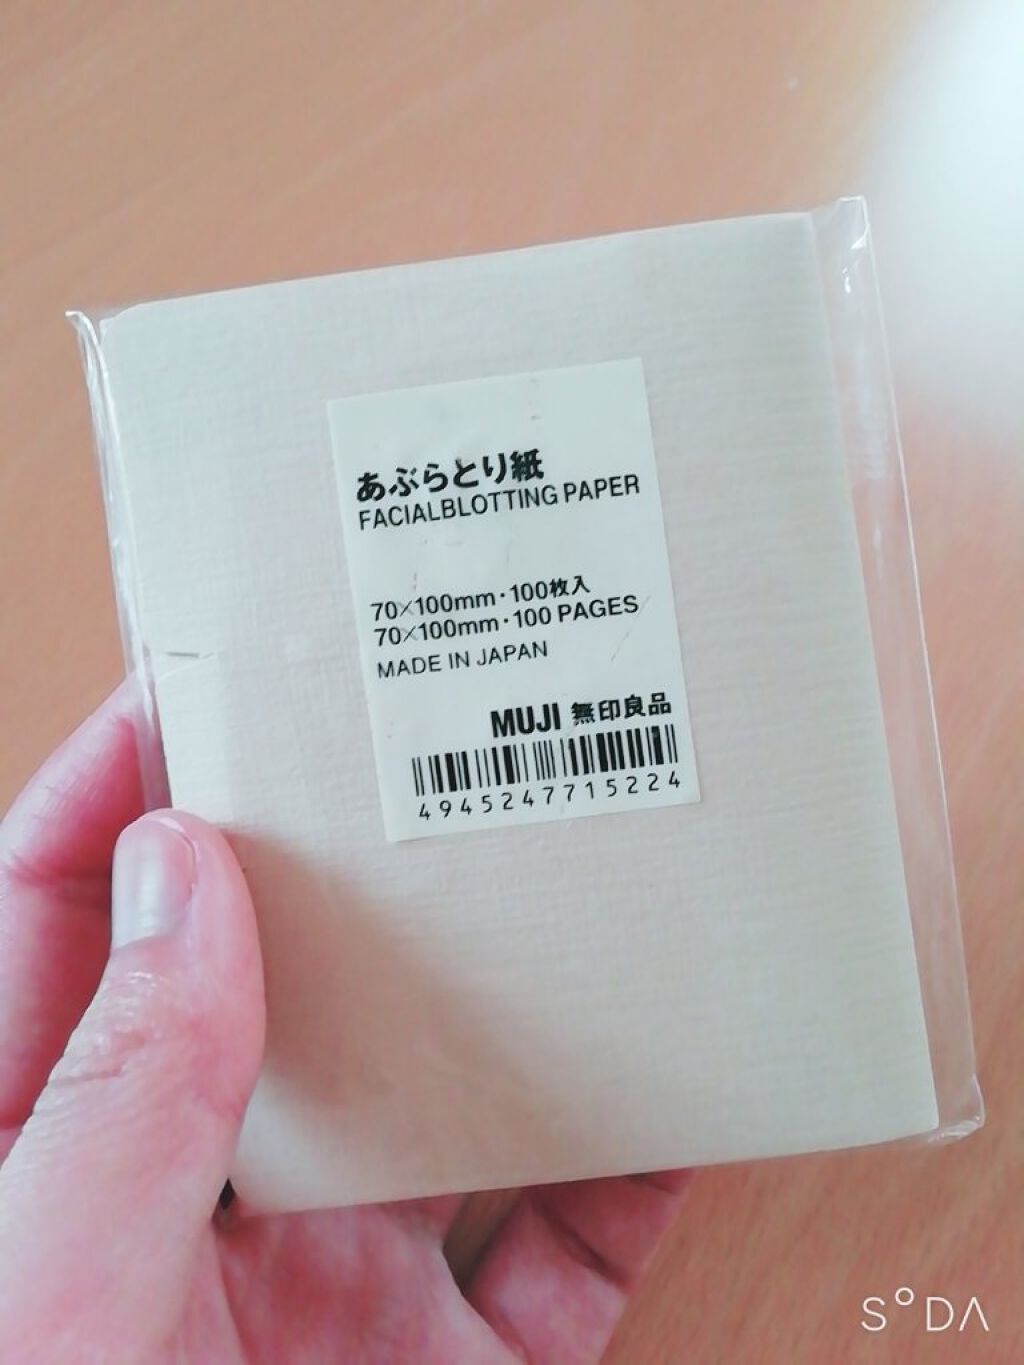 あぶらとり紙
FACIALBLOTTING PAPER
70×100mm・100枚入
70×100mm・100 PAGES
MADE IN JAPAN
MUJI 無印良品
4945247715224
S°DA